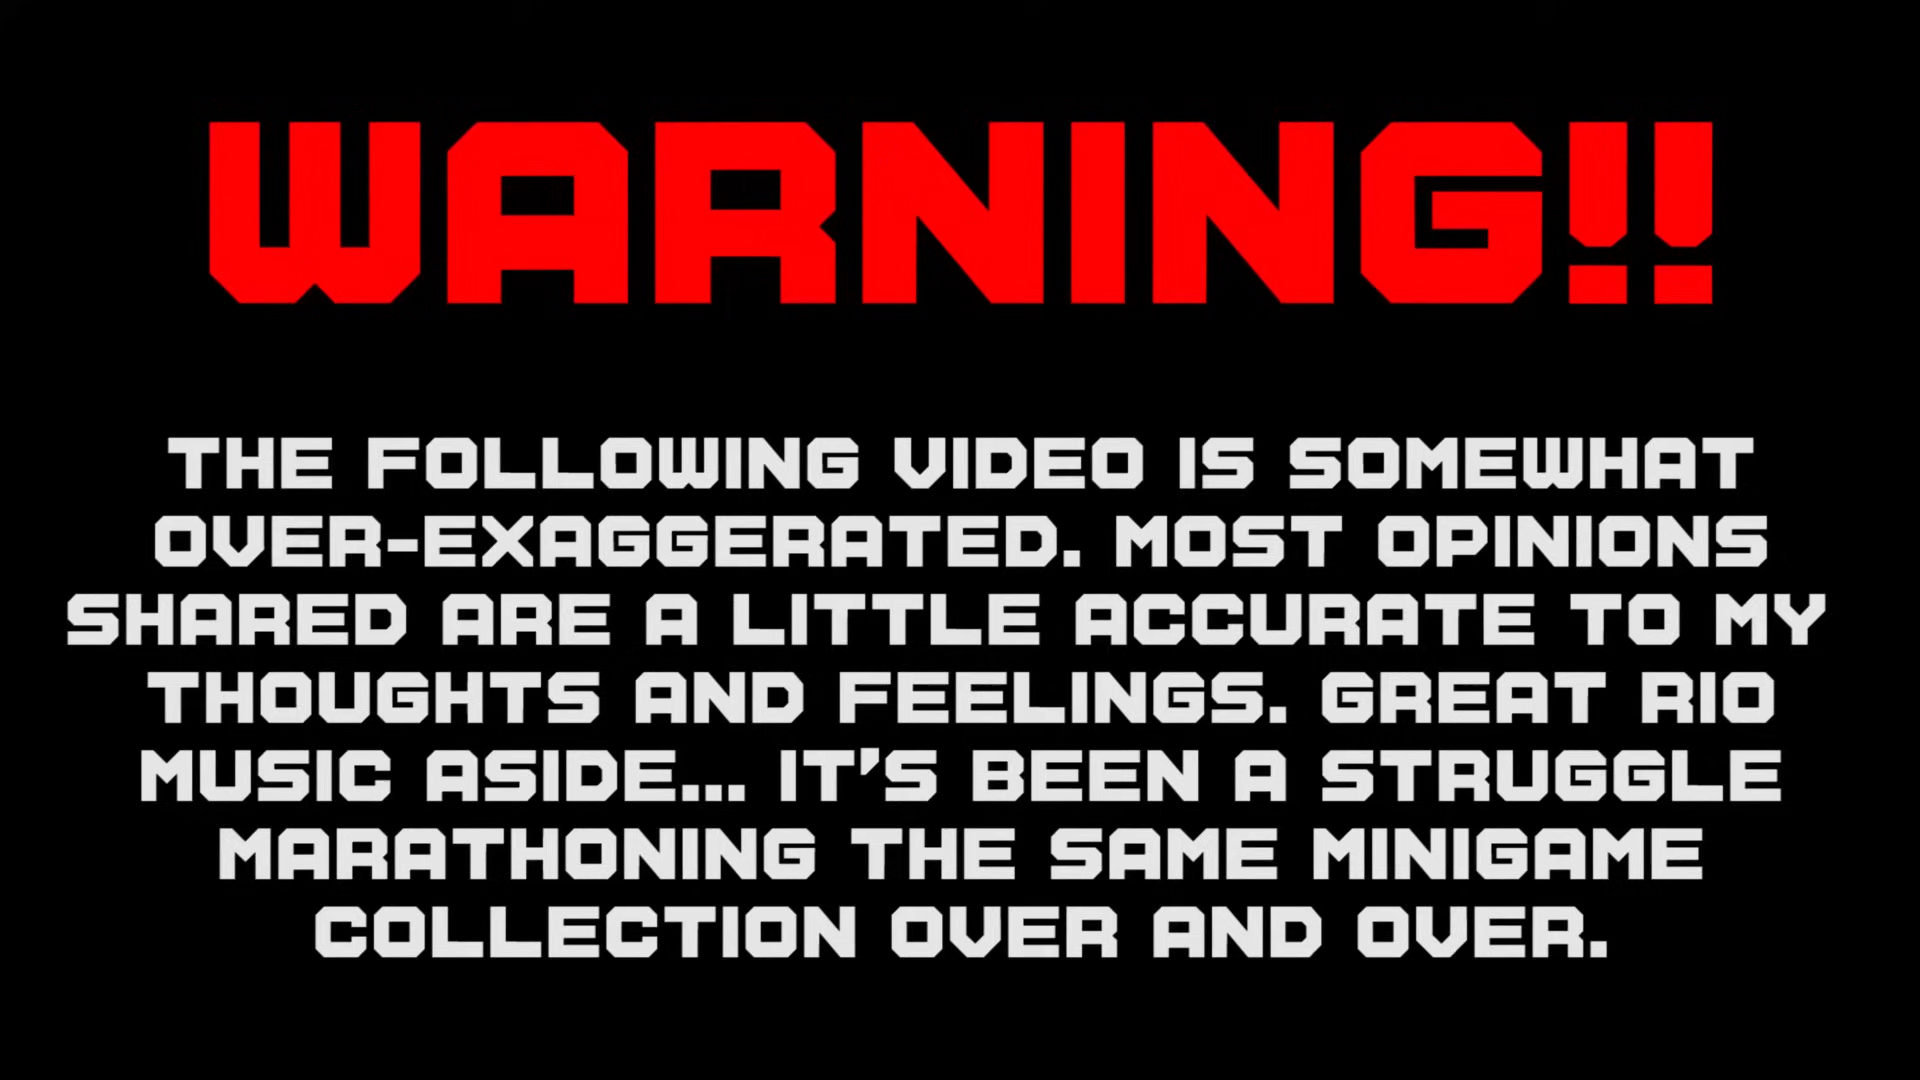 WARNING!!
THE FOLLOWING VIDEO IS SOMEWHAT
OVER-EXAGGERATED. MOST OPINIONS
SHARED ARE A LITTLE ACCURATE TO MY
THOUGHTS AND FEELINGS. GREAT RIO
MUSIC ASIDE... IT'S BEEN A STRUGGLE
MARATHONING THE SAME MINIGAME
COLLECTION OVER AND OVER.